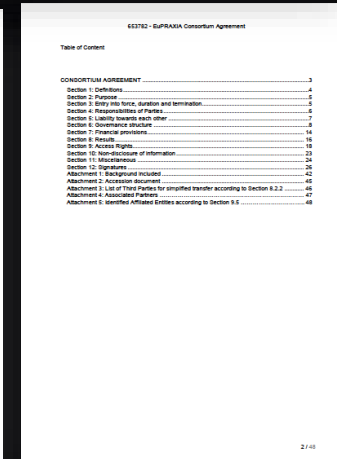 653782 - EuPRAXIA Consortium Agreement
Table of Content
CONSORTIUM AGREEMENT ...........3
Section 1: Definitions ...........4
Section 2: Purpose ...........5
Section 3: Entry into force, duration and termination ...........5
Section 4: Responsibilities of Parties ...........6
Section 5: Liability towards each other ...........7
Section 6: Governance structure ...........8
Section 7: Financial provisions ........... 14
Section 8: Results ........... 16
Section 9: Access Rights ........... 18
Section 10: Non-disclosure of information ........... 23
Section 11: Miscellaneous ........... 24
Section 12: Signatures ........... 26
Attachment 1: Background included ........... 42
Attachment 2: Accession document ........... 45
Attachment 3: List of Third Parties for simplified transfer according to Section 8.2.2 ........... 46
Attachment 4: Associated Partners ........... 47
Attachment 5: Identified Affiliated Entities according to Section 9.5 ........... 48
2 / 48